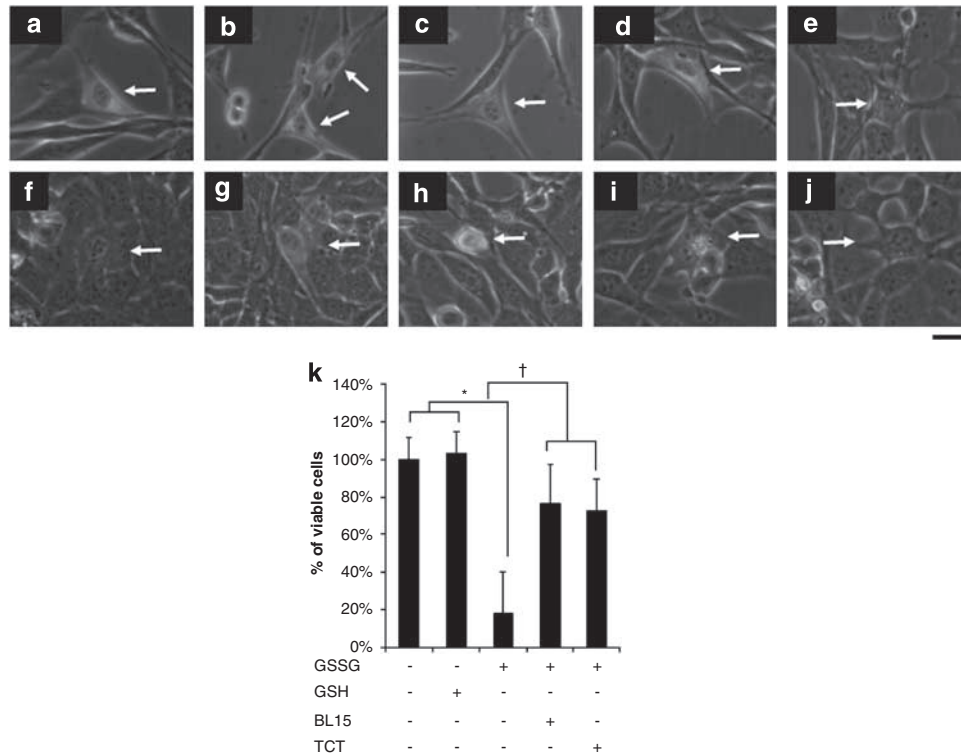 a b c d e
f g h i j
k
140%
120%
100%
80%
60%
40%
20%
0%
% of viable cells
* †
GSSG - - + + +
GSH - + - - -
BL15 - - - + -
TCT - - - - +